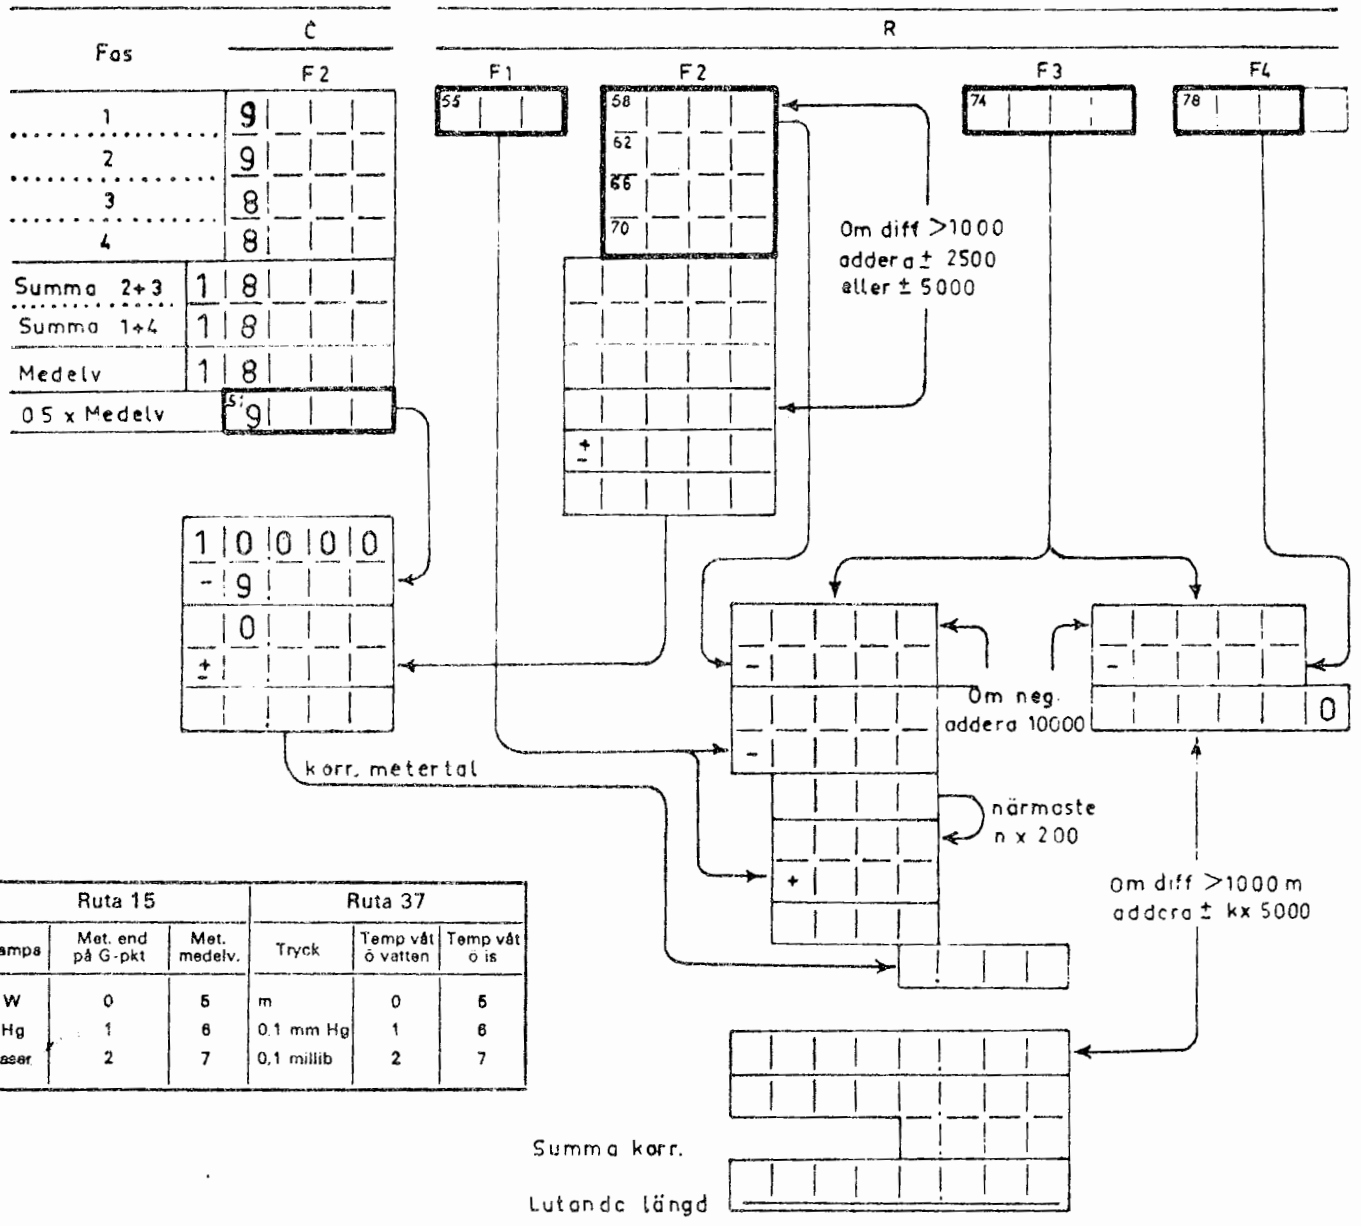 C R
Fas
F2 F1 F2 F3 F4
1 9 55 58 74 78
2 9 62
3 8 66
4 8 70
Om diff >1000
addera ± 2500
eller ± 5000
Summa 2+3 1 8
Summa 1+4 1 8
Medelv 1 8
0 5 x Medelv 9
±
1 0 0 0 0
- 9
0
±
-
-
-
-
Om neg.
addera 10000
0
korr. metertal
närmaste
n x 200
+
Om diff >1000 m
addera ± kx 5000
Ruta 15 Ruta 37
ampa Met. end på G-pkt Met. medelv. Tryck Temp våt ö vatten Temp våt ö is
W 0 5 m 0 5
Hg 1 6 0.1 mm Hg 1 6
aser 2 7 0,1 millib 2 7
Summa korr.
Lutande längd